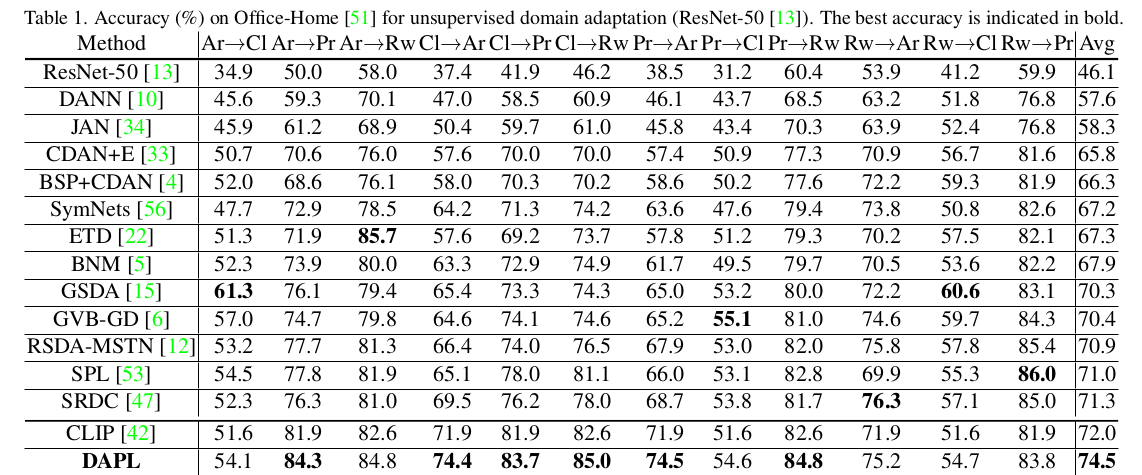 Table 1. Accuracy (%) on Office-Home [51] for unsupervised domain adaptation (ResNet-50 [13]). The best accuracy is indicated in bold.
Method Ar→Cl Ar→Pr Ar→Rw Cl→Ar Cl→Pr Cl→Rw Pr→Ar Pr→Cl Pr→Rw Rw→Ar Rw→Cl Rw→Pr Avg
ResNet-50 [13] 34.9 50.0 58.0 37.4 41.9 46.2 38.5 31.2 60.4 53.9 41.2 59.9 46.1
DANN [10] 45.6 59.3 70.1 47.0 58.5 60.9 46.1 43.7 68.5 63.2 51.8 76.8 57.6
JAN [34] 45.9 61.2 68.9 50.4 59.7 61.0 45.8 43.4 70.3 63.9 52.4 76.8 58.3
CDAN+E [33] 50.7 70.6 76.0 57.6 70.0 70.0 57.4 50.9 77.3 70.9 56.7 81.6 65.8
BSP+CDAN [4] 52.0 68.6 76.1 58.0 70.3 70.2 58.6 50.2 77.6 72.2 59.3 81.9 66.3
SymNets [56] 47.7 72.9 78.5 64.2 71.3 74.2 63.6 47.6 79.4 73.8 50.8 82.6 67.2
ETD [22] 51.3 71.9 85.7 57.6 69.2 73.7 57.8 51.2 79.3 70.2 57.5 82.1 67.3
BNM [5] 52.3 73.9 80.0 63.3 72.9 74.9 61.7 49.5 79.7 70.5 53.6 82.2 67.9
GSDA [15] 61.3 76.1 79.4 65.4 73.3 74.3 65.0 53.2 80.0 72.2 60.6 83.1 70.3
GVB-GD [6] 57.0 74.7 79.8 64.6 74.1 74.6 65.2 55.1 81.0 74.6 59.7 84.3 70.4
RSDA-MSTN [12] 53.2 77.7 81.3 66.4 74.0 76.5 67.9 53.0 82.0 75.8 57.8 85.4 70.9
SPL [53] 54.5 77.8 81.9 65.1 78.0 81.1 66.0 53.1 82.8 69.9 55.3 86.0 71.0
SRDC [47] 52.3 76.3 81.0 69.5 76.2 78.0 68.7 53.8 81.7 76.3 57.1 85.0 71.3
CLIP [42] 51.6 81.9 82.6 71.9 81.9 82.6 71.9 51.6 82.6 71.9 51.6 81.9 72.0
DAPL 54.1 84.3 84.8 74.4 83.7 85.0 74.5 54.6 84.8 75.2 54.7 83.8 74.5